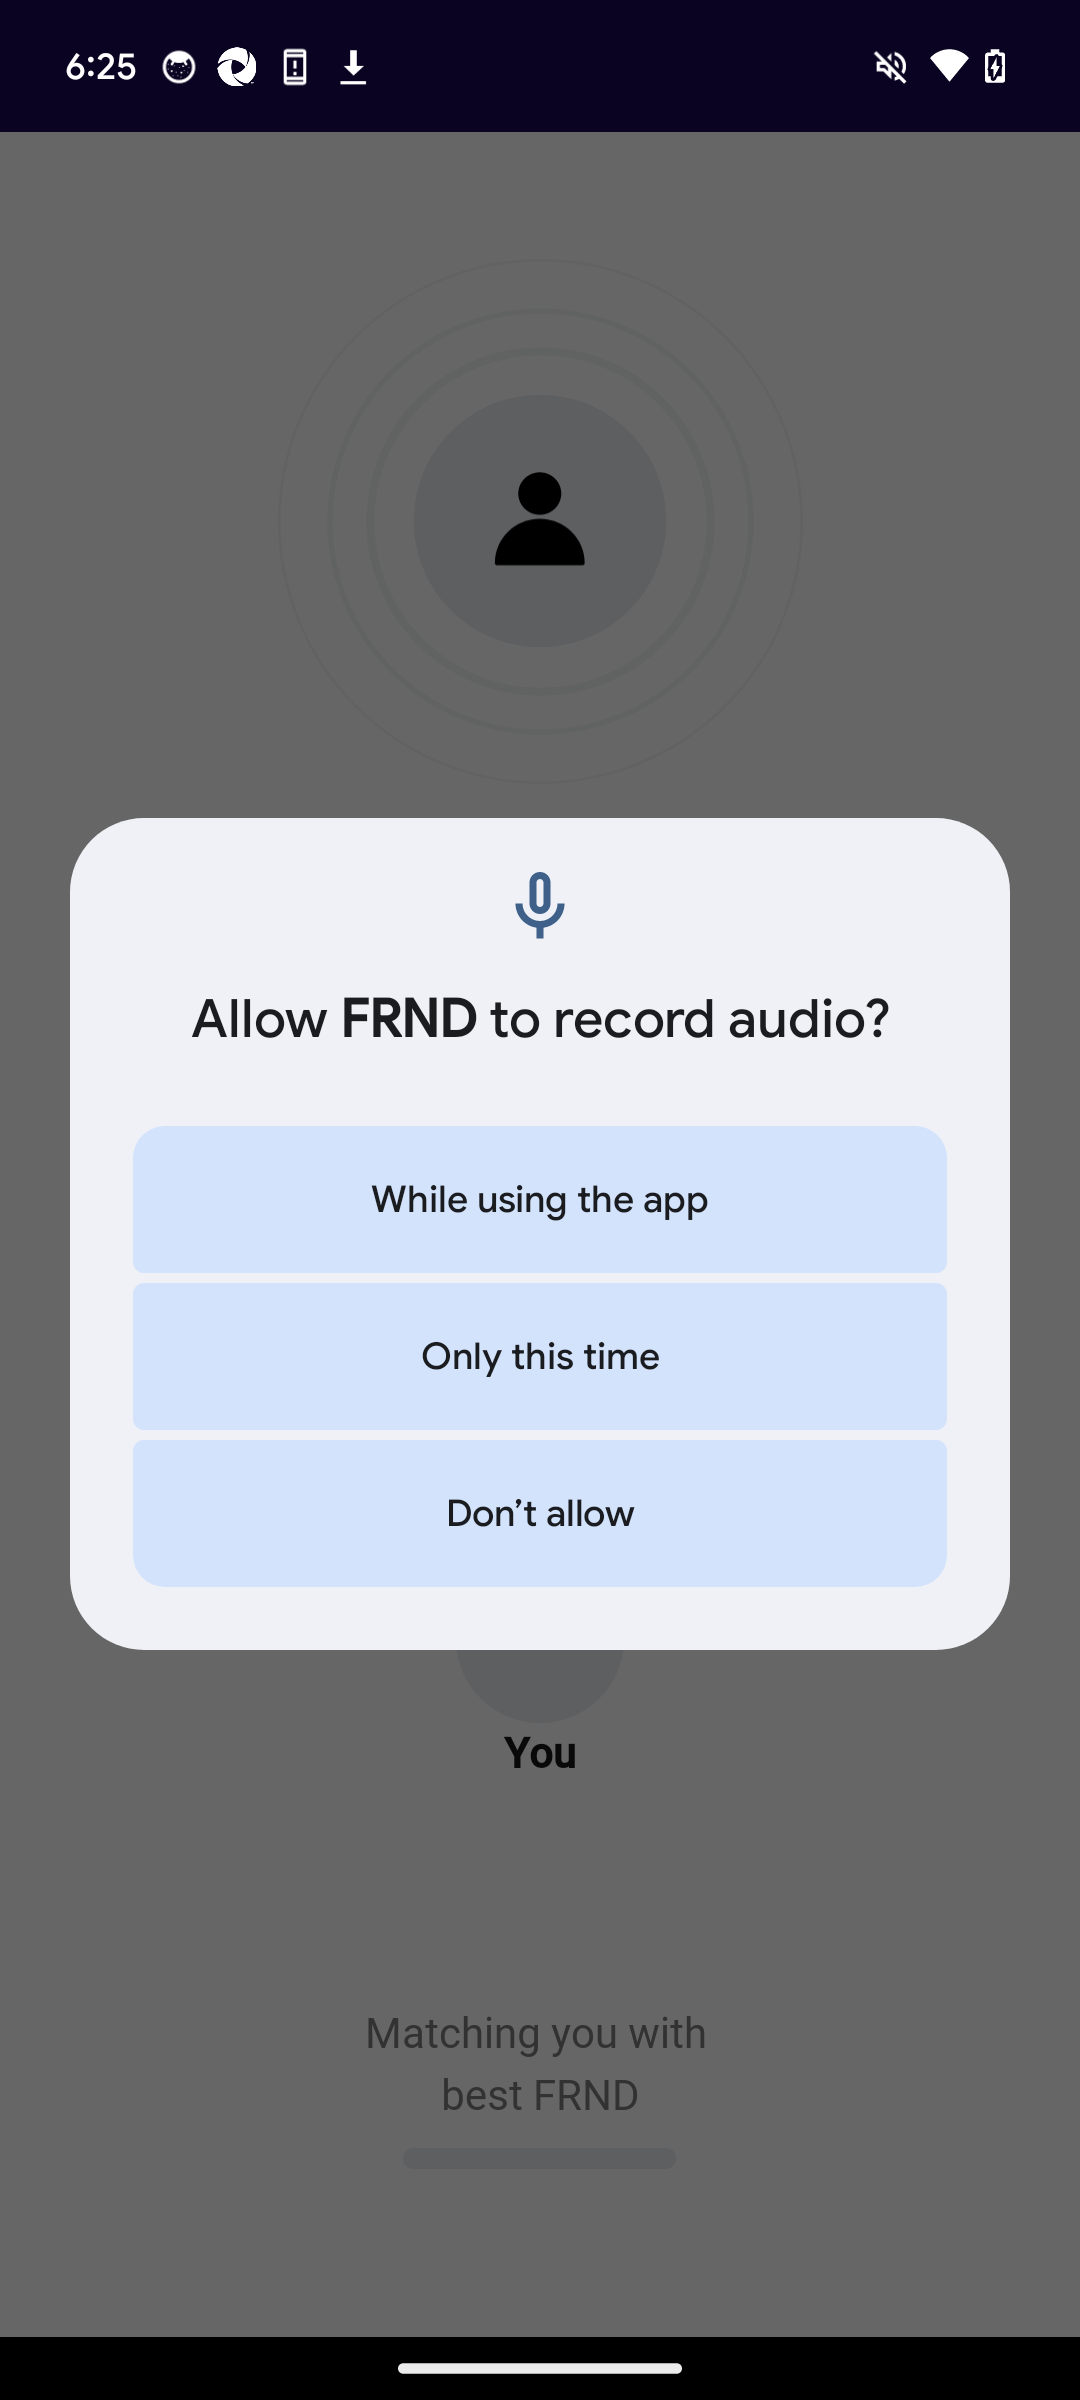 6:25
Allow FRND to record audio?
While using the app
Only this time
Don’t allow
You
Matching you with
best FRND